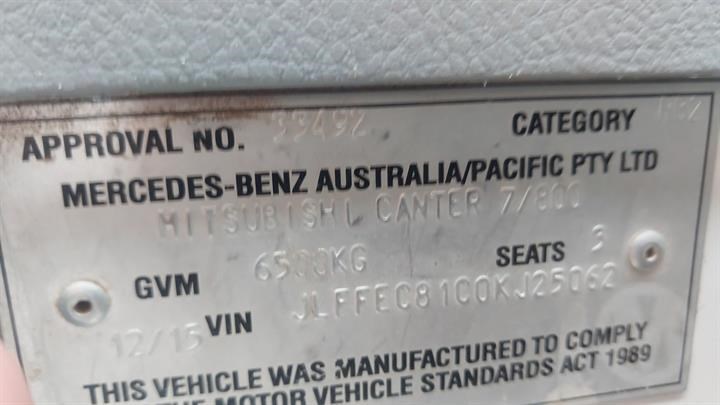 APPROVAL NO. 33492 CATEGORY
MERCEDES-BENZ AUSTRALIA/PACIFIC PTY LTD
MITSUBISHI CANTER 7/800
GVM 6500KG SEATS 3
12/15 VIN JLFFEC81C0KJ25062
THIS VEHICLE WAS MANUFACTURED TO COMPLY
THE MOTOR VEHICLE STANDARDS ACT 1989